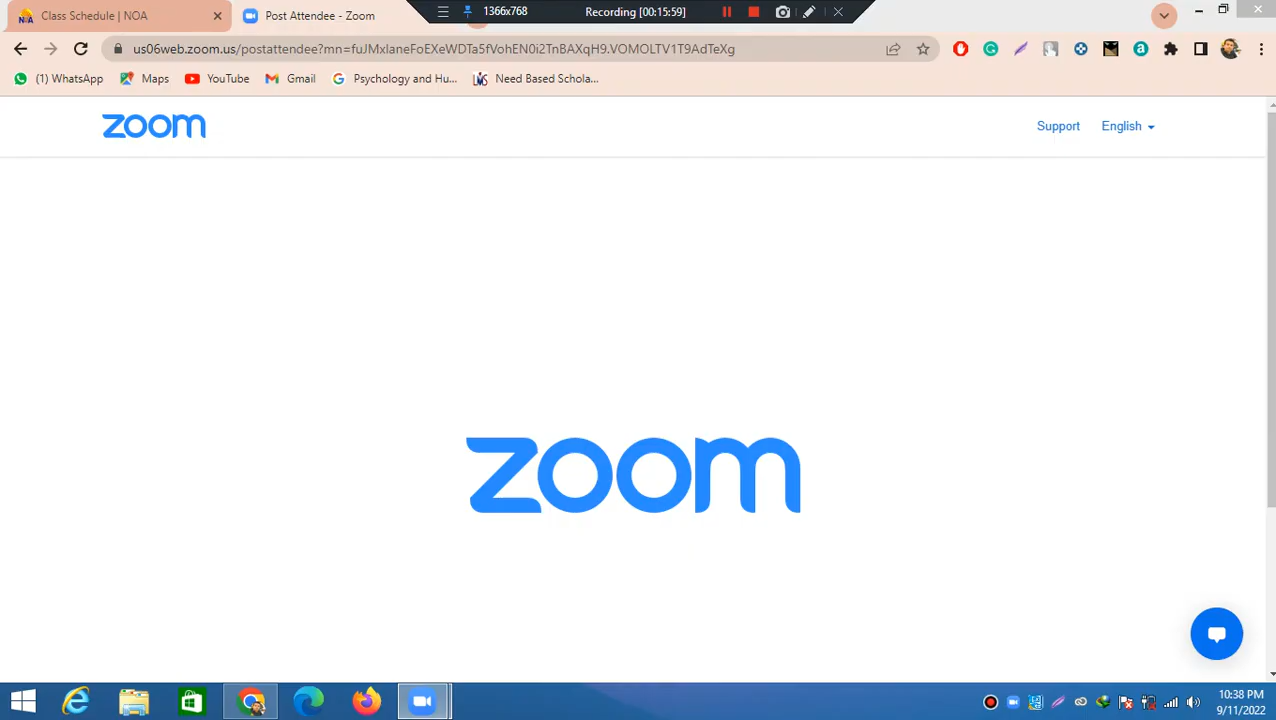 Class Schedule | NOA
Post Attendee - Zoom
1366x768
Recording [00:15:59]
us06web.zoom.us/postattendee?mn=fuJMxlaneFoEXeWDTa5fVohEN0i2TnBAXqH9.VOMOLTV1T9AdTeXg
(1) WhatsApp
Maps
YouTube
Gmail
Psychology and Hu...
Need Based Schola...
zoom
Support
English
zoom
10:38 PM
9/11/2022